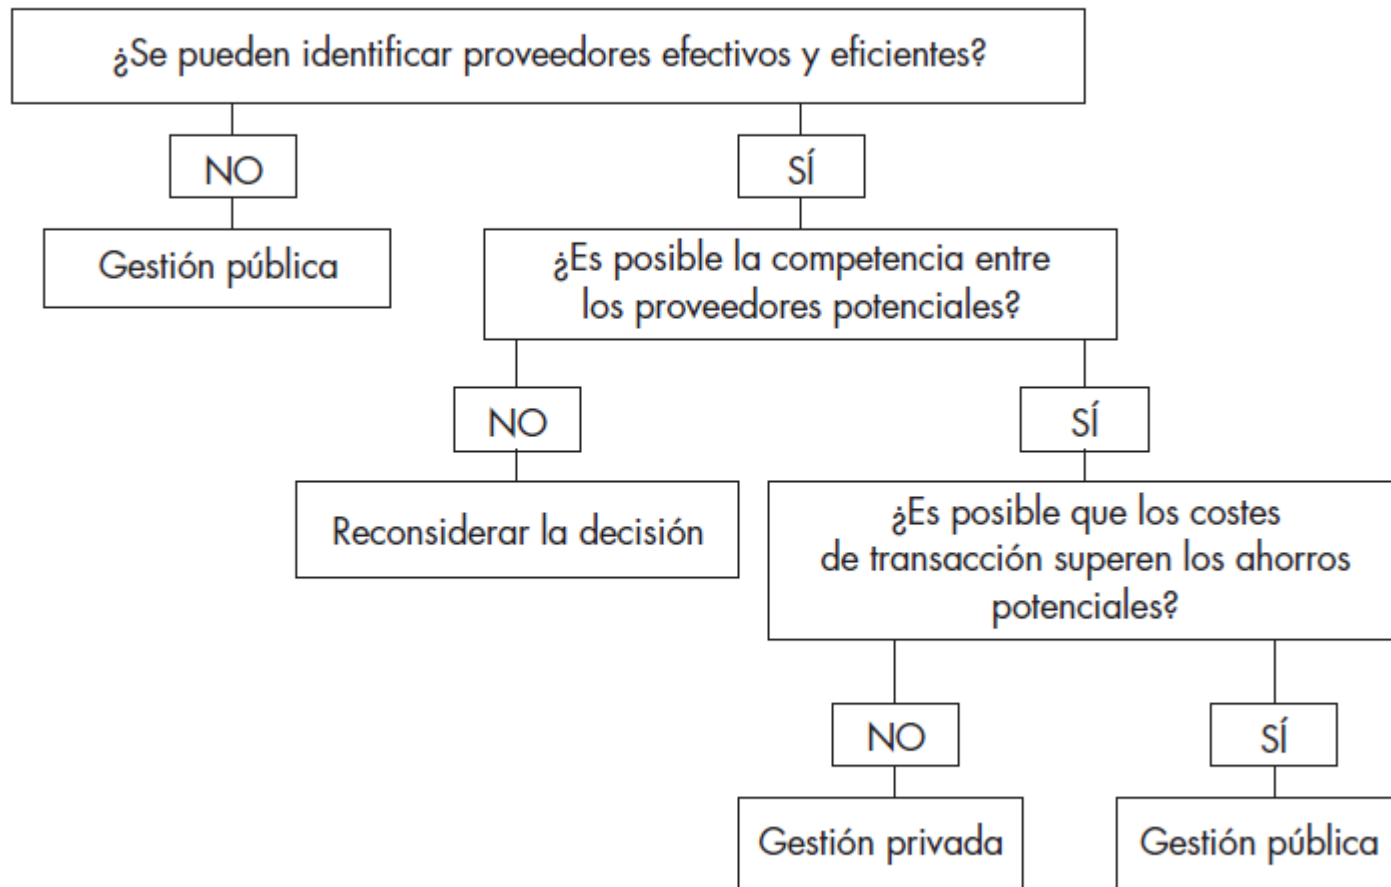 ¿Se pueden identificar proveedores efectivos y eficientes?
NO
SÍ
Gestión pública
¿Es posible la competencia entre
los proveedores potenciales?
NO
SÍ
Reconsiderar la decisión
¿Es posible que los costes
de transacción superen los ahorros
potenciales?
NO
SÍ
Gestión privada
Gestión pública